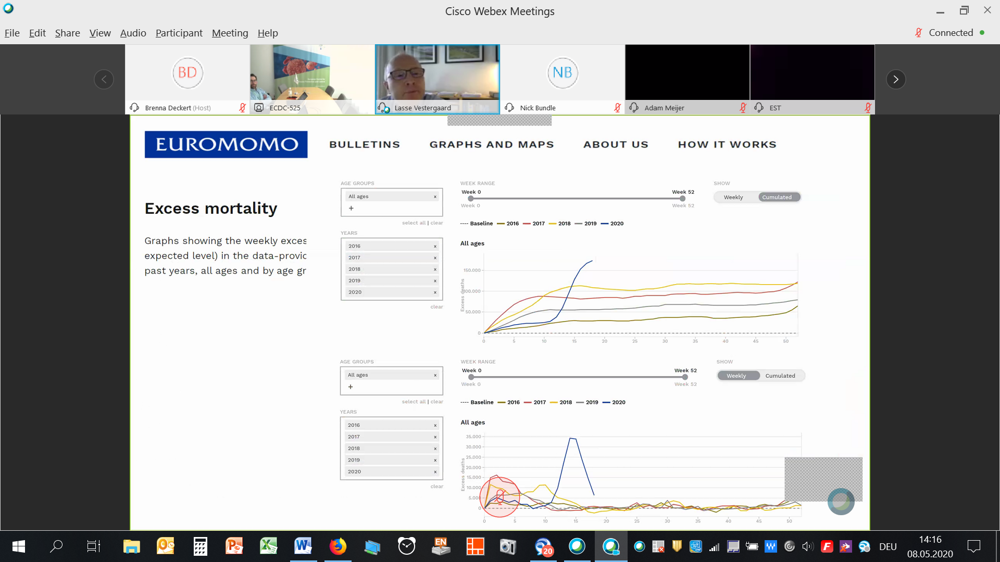 Cisco Webex Meetings
File Edit Share View Audio Participant Meeting Help
Connected
BD
NB
Brenna Deckert (Host)
ECDC-525
Lasse Vestergaard
Nick Bundle
Adam Meijer
EST
EUROMOMO
BULLETINS
GRAPHS AND MAPS
ABOUT US
HOW IT WORKS
Excess mortality
Graphs showing the weekly exces
expected level) in the data-provid
past years, all ages and by age gr
AGE GROUPS
All ages x
+
select all | clear
YEARS
2016 x
2017 x
2018 x
2019 x
2020 x
clear
WEEK RANGE
Week 0 Week 52
Week 0 Week 52
SHOW
Weekly Cumulated
---- Baseline 2016 2017 2018 2019 2020
All ages
Excess deaths
150.000
100.000
50.000
0
0 5 10 15 20 25 30 35 40 45 50
AGE GROUPS
All ages x
+
select all | clear
YEARS
2016 x
2017 x
2018 x
2019 x
2020 x
clear
WEEK RANGE
Week 0 Week 52
Week 0 Week 52
SHOW
Weekly Cumulated
---- Baseline 2016 2017 2018 2019 2020
All ages
Excess deaths
35.000
30.000
25.000
20.000
15.000
10.000
5.000
0
0 5 10 15 20 25 30 35 40 45 50
EN
20
DEU
14:16
08.05.2020